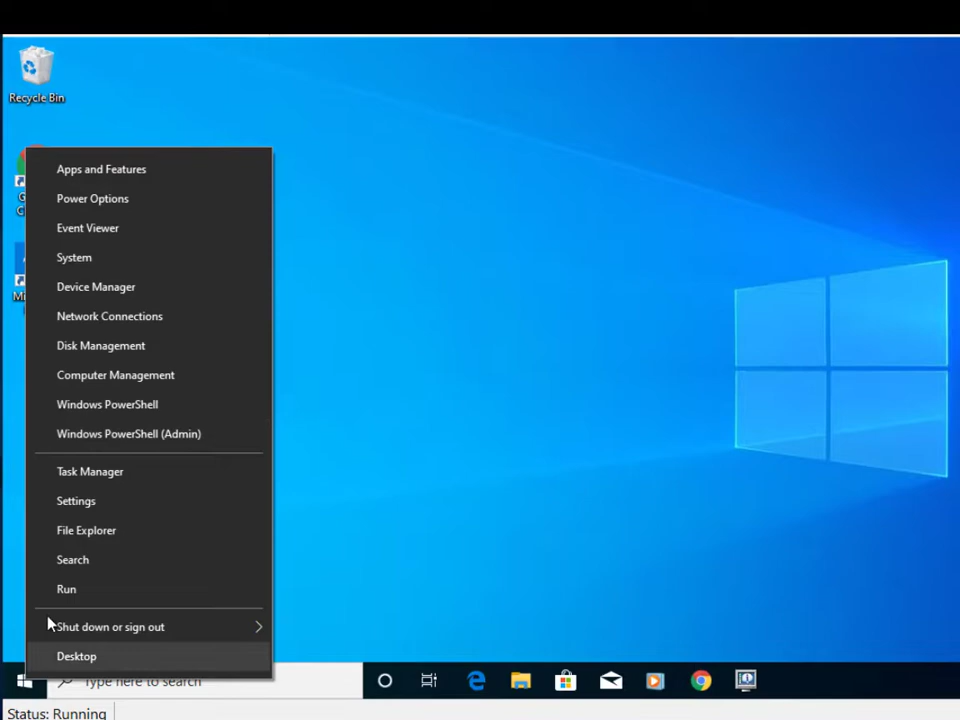 Recycle Bin
Apps and Features
Power Options
Event Viewer
System
Device Manager
Network Connections
Disk Management
Computer Management
Windows PowerShell
Windows PowerShell (Admin)
Task Manager
Settings
File Explorer
Search
Run
Shut down or sign out
Desktop
Type here to search
Status: Running